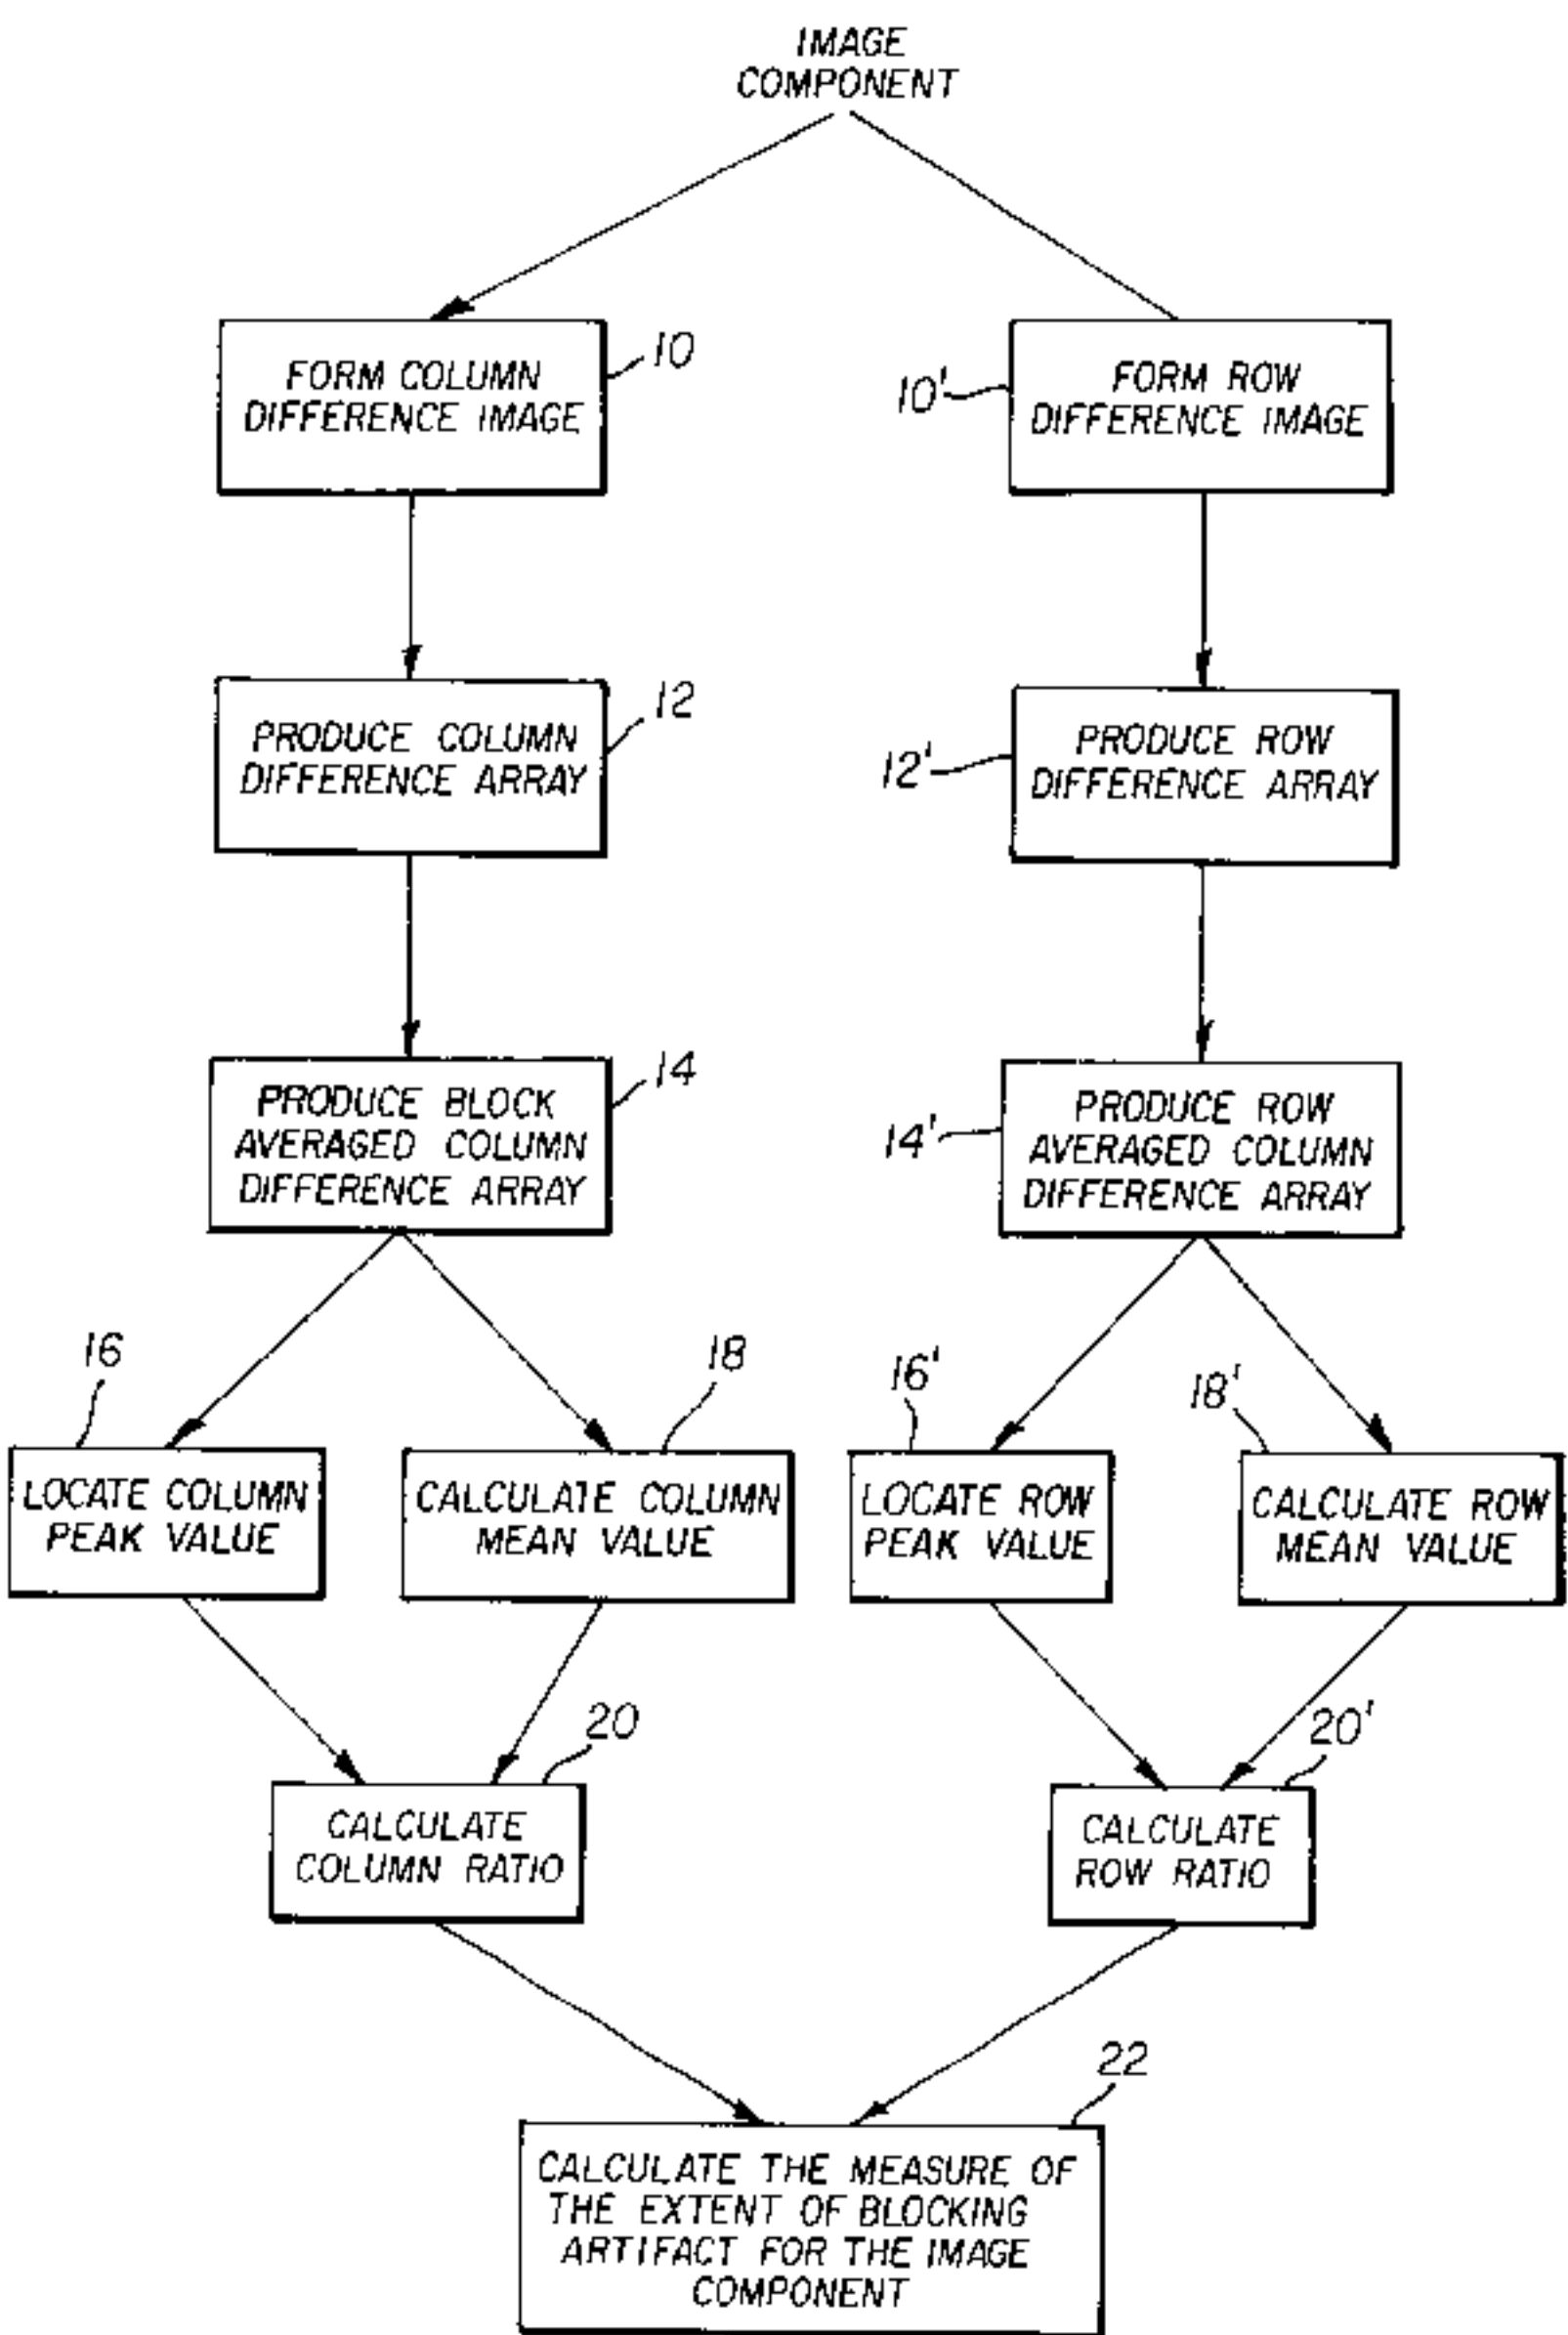 IMAGE
COMPONENT
FORM COLUMN
DIFFERENCE IMAGE
10
10'
FORM ROW
DIFFERENCE IMAGE
PRODUCE COLUMN
DIFFERENCE ARRAY
12
12'
PRODUCE ROW
DIFFERENCE ARRAY
PRODUCE BLOCK
AVERAGED COLUMN
DIFFERENCE ARRAY
14
14'
PRODUCE ROW
AVERAGED COLUMN
DIFFERENCE ARRAY
16
LOCATE COLUMN
PEAK VALUE
18
CALCULATE COLUMN
MEAN VALUE
16'
LOCATE ROW
PEAK VALUE
18'
CALCULATE ROW
MEAN VALUE
20
CALCULATE
COLUMN RATIO
20'
CALCULATE
ROW RATIO
22
CALCULATE THE MEASURE OF
THE EXTENT OF BLOCKING
ARTIFACT FOR THE IMAGE
COMPONENT